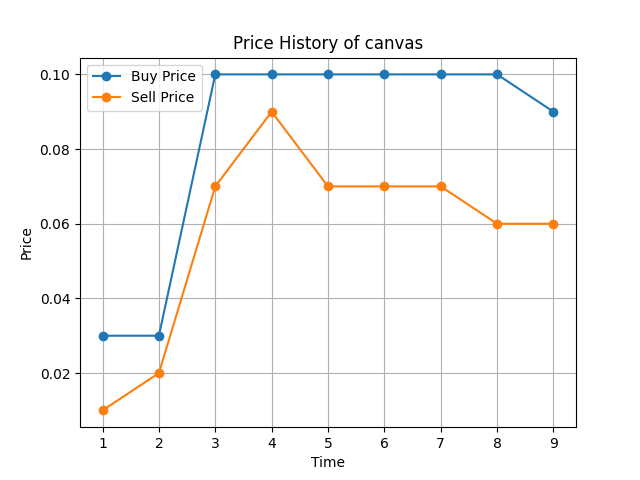 Price History of canvas
Buy Price
Sell Price
0.10
0.08
0.06
0.04
0.02
Price
1 2 3 4 5 6 7 8 9
Time